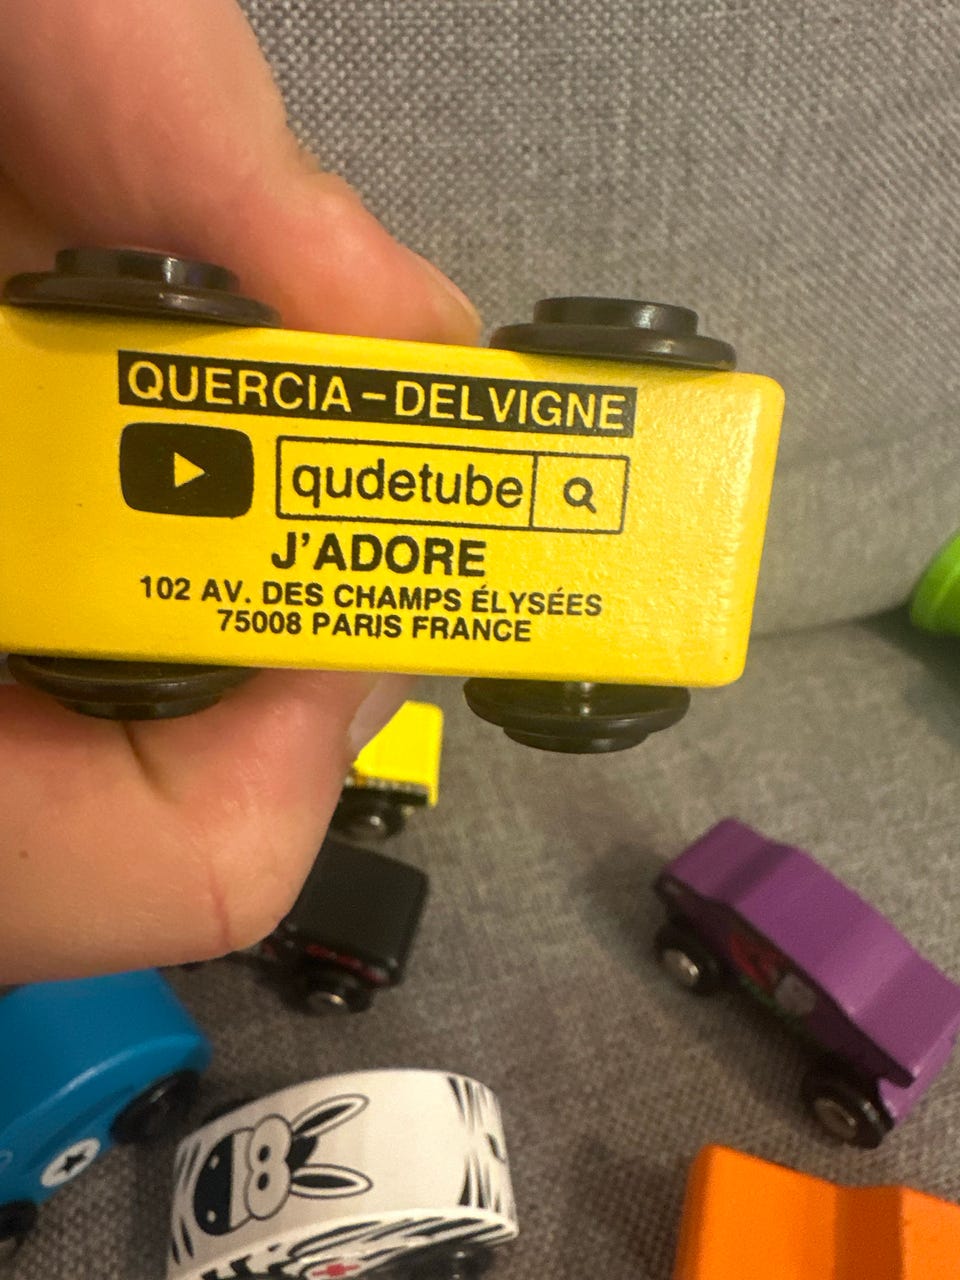 QUERCIA-DELVIGNE
qudetube
J'ADORE
102 AV. DES CHAMPS ÉLYSÉES
75008 PARIS FRANCE